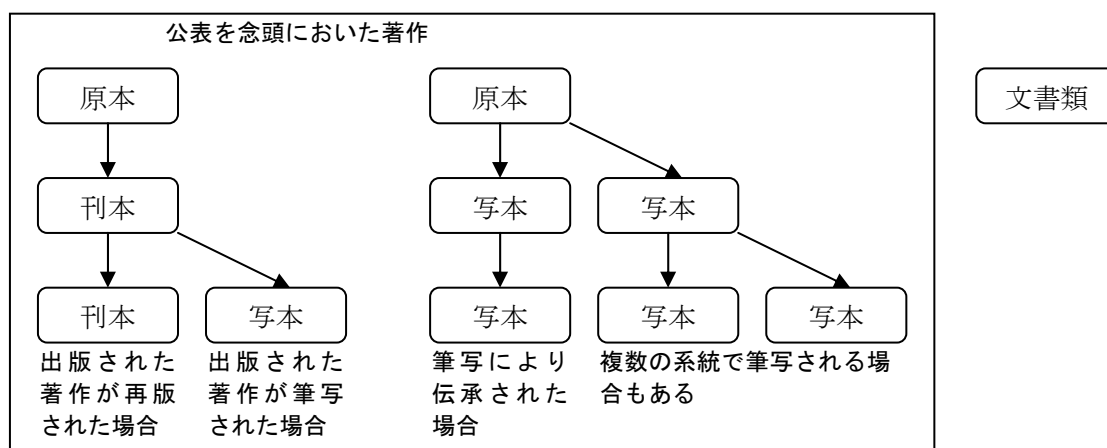 公表を念頭においた著作
原本
原本
文書類
刊本
写本
写本
刊本
写本
写本
写本
写本
出版された
著作が再版
された場合
出版された
著作が筆写
された場合
筆写により
伝承された
場合
複数の系統で筆写される場
合もある